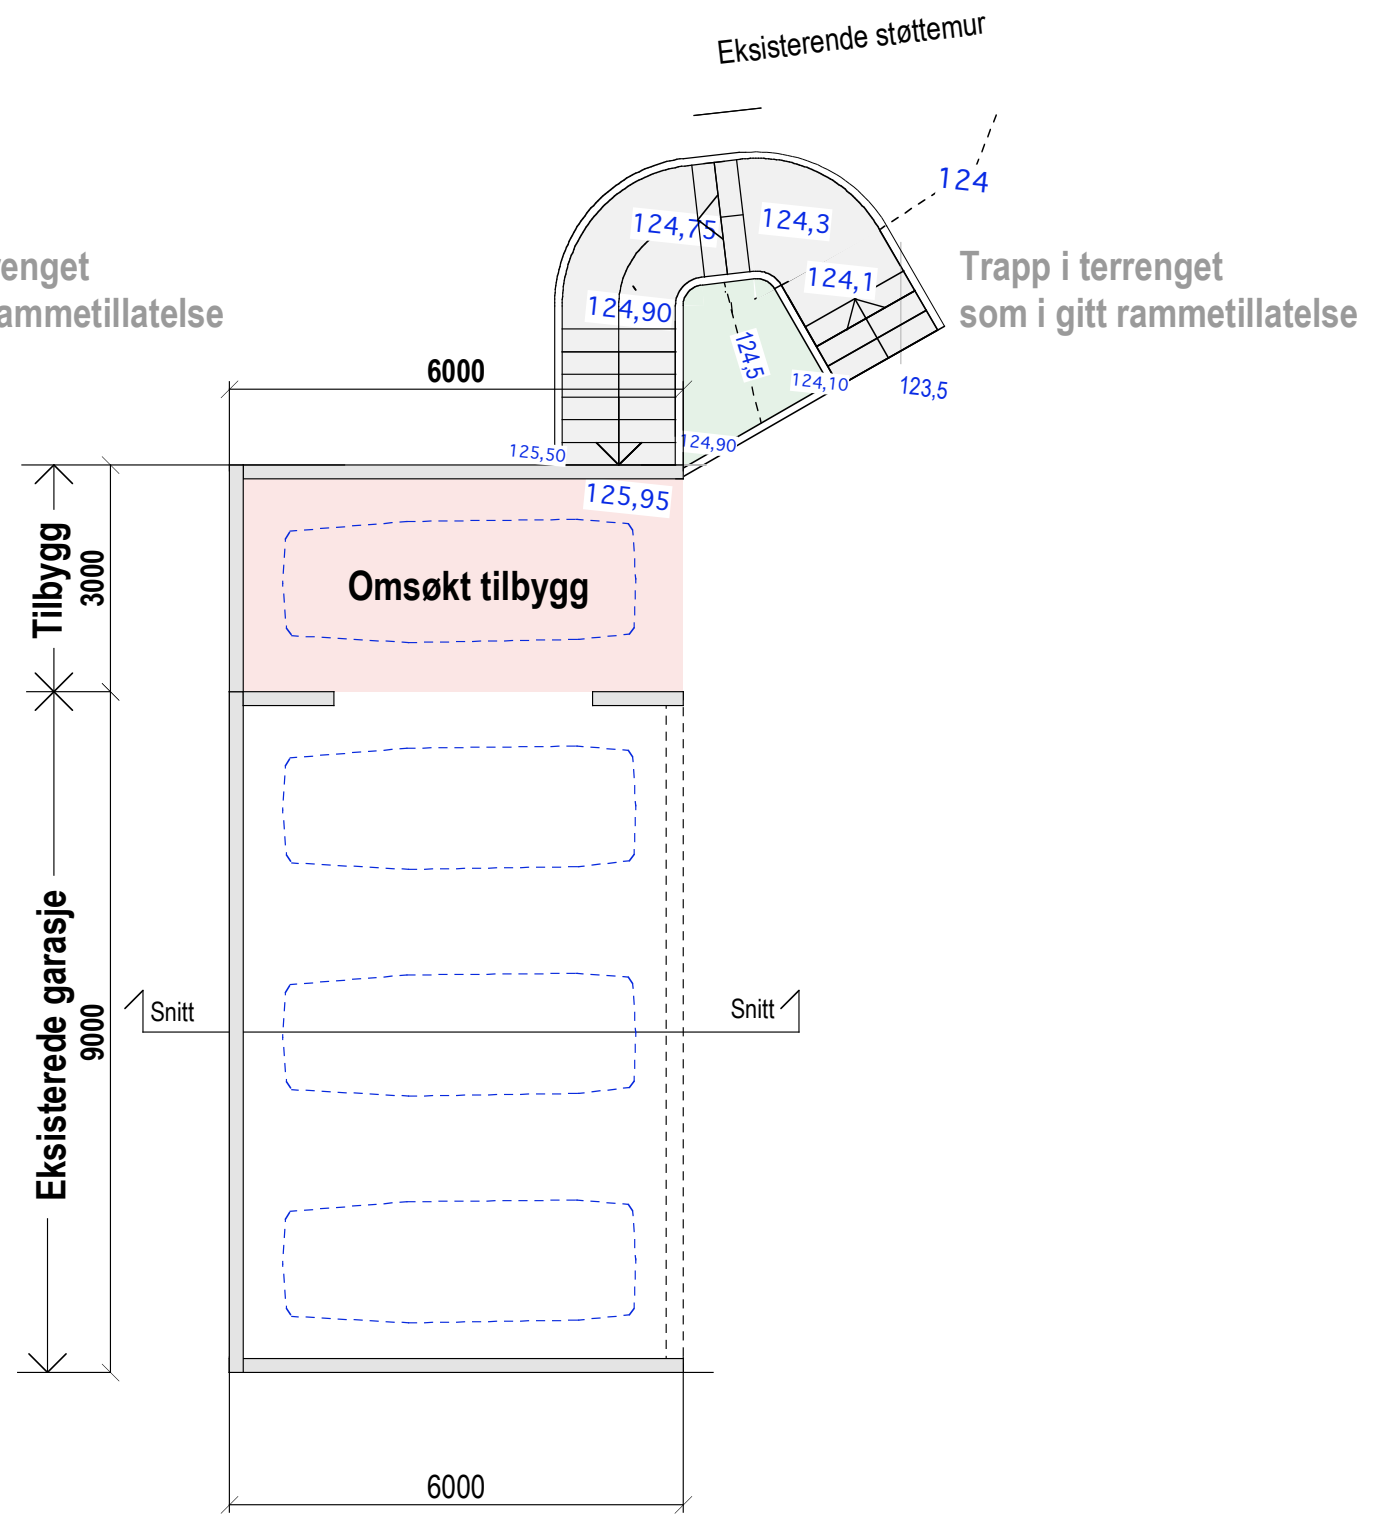 Eksisterende støttemur
124
124,75
124,3
124,1
124,90
124,5
124,10
123,5
124,90
125,50
125,95
renget
ammetillatelse
Trapp i terrenget
som i gitt rammetillatelse
6000
Tilbygg
3000
Omsøkt tilbygg
Eksisterede garasje
9000
Snitt
Snitt
6000